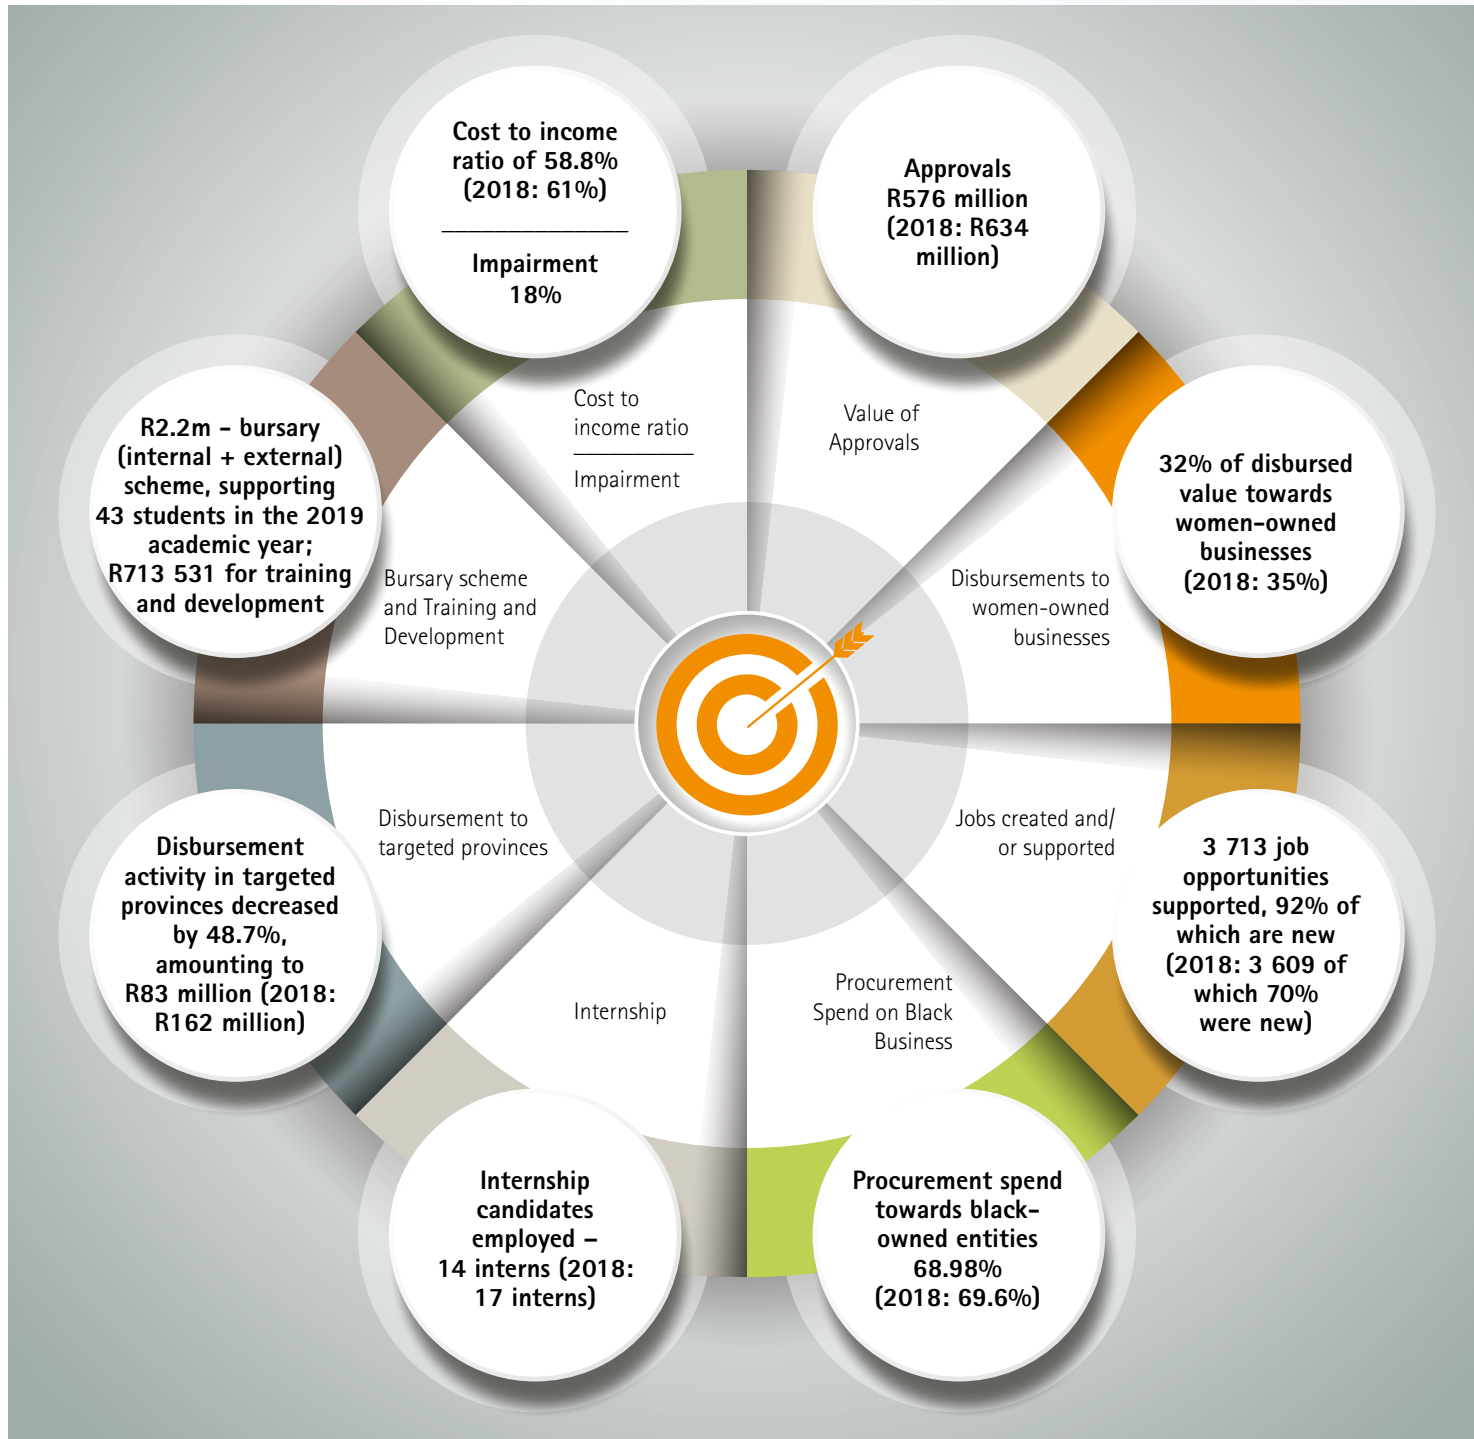 Cost to income
ratio of 58.8%
(2018: 61%)
Impairment
18%
Approvals
R576 million
(2018: R634
million)
Cost to
income ratio
Impairment
Value of
Approvals
R2.2m – bursary
(internal + external)
scheme, supporting
43 students in the 2019
academic year;
R713 531 for training
and development
32% of disbursed
value towards
women-owned
businesses
(2018: 35%)
Bursary scheme
and Training and
Development
Disbursements to
women-owned
businesses
Disbursement to
targeted provinces
Jobs created and/
or supported
Disbursement
activity in targeted
provinces decreased
by 48.7%,
amounting to
R83 million (2018:
R162 million)
3 713 job
opportunities
supported, 92% of
which are new
(2018: 3 609 of
which 70%
were new)
Internship
Procurement
Spend on Black
Business
Internship
candidates
employed –
14 interns (2018:
17 interns)
Procurement spend
towards black-
owned entities
68.98%
(2018: 69.6%)